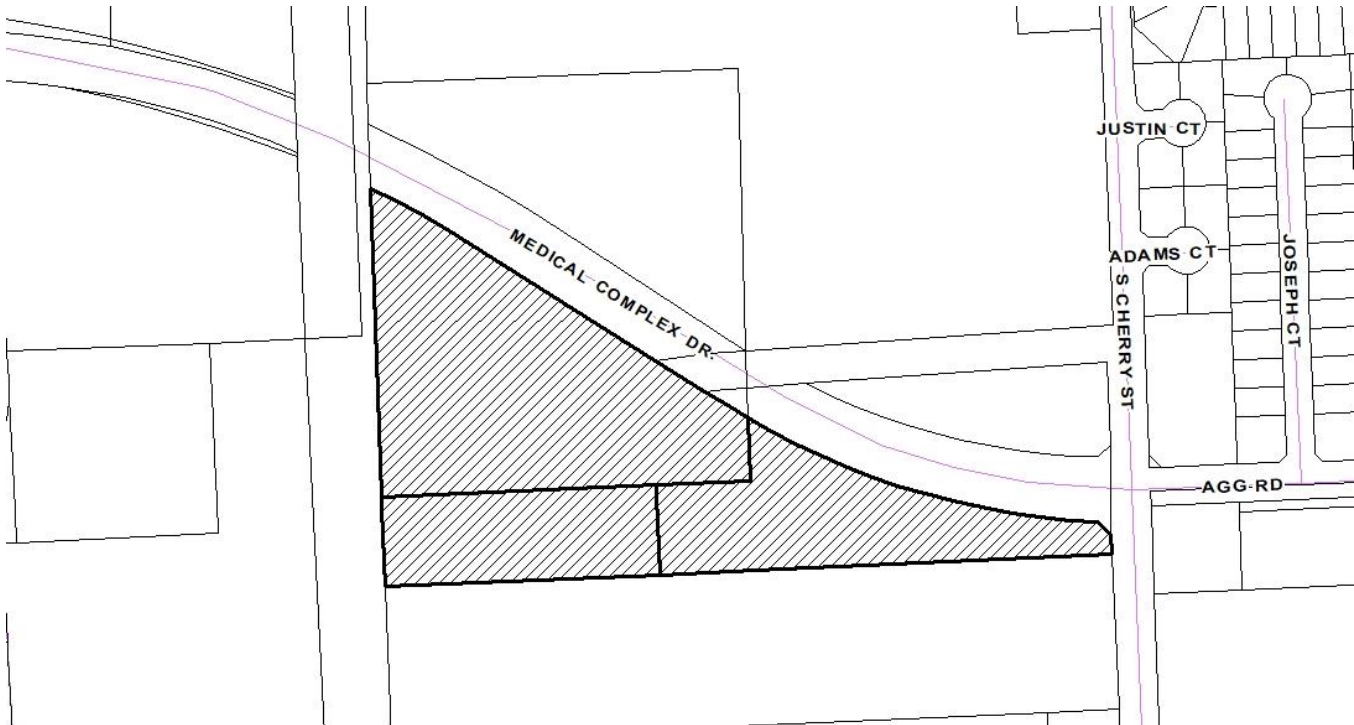 JUSTIN CT
MEDICAL COMPLEX DR.
ADAMS CT
S CHERRY ST
JOSEPH CT
AGG RD